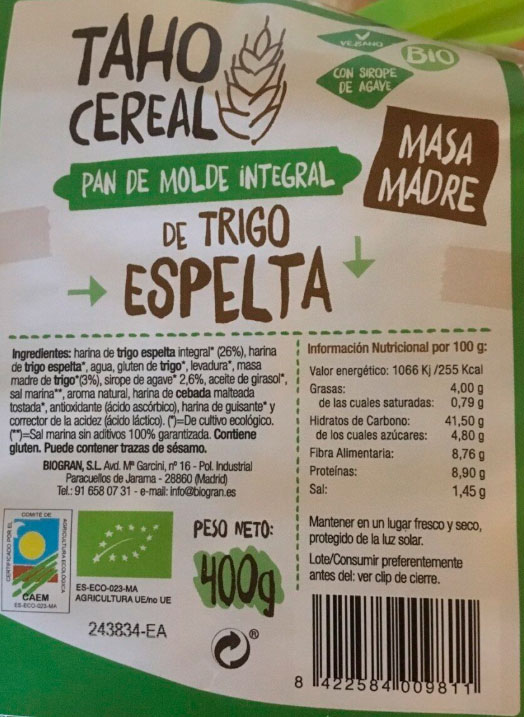 TAHO
CEREAL
VEGANO
BIO
CON SIROPE
DE AGAVE
MASA
MADRE
PAN DE MOLDE iNTEGRAL
DE TRIGO
ESPELTA
Ingredientes: harina de trigo espelta integral* (26%), harina
de trigo espelta*, agua, gluten de trigo*, levadura*, masa
madre de trigo*(3%), sirope de agave* 2,6%, aceite de girasol*,
sal marina**, aroma natural, harina de cebada malteada
tostada*, antioxidante (ácido ascórbico), harina de guisante* y
corrector de la acidez (ácido láctico). (*)=De cultivo ecológico.
(**)=Sal marina sin aditivos 100% garantizada. Contiene
gluten. Puede contener trazas de sésamo.
BIOGRAN, S.L. Avd. Mª Garcini, nº 16 - Pol. Industrial
Paracuellos de Jarama - 28860 (Madrid)
Tel.: 91 658 07 31 - e-mail: info@biogran.es
Información Nutricional por 100 g:
Valor energético: 1066 Kj /255 Kcal
Grasas: 4,00 g
de las cuales saturadas: 0,79 g
Hidratos de Carbono: 41,50 g
de los cuales azúcares: 4,80 g
Fibra Alimentaria: 8,76 g
Proteínas: 8,90 g
Sal: 1,45 g
Mantener en un lugar fresco y seco,
protegido de la luz solar.
Lote/Consumir preferentemente
antes del: ver clip de cierre.
COMITÉ DE
AGRICULTURA ECOLÓGICA
CERTIFICADO POR EL
CAEM
ES-ECO-023-MA
ES-ECO-023-MA
AGRICULTURA UE/no UE
243834-EA
PESO NETO:
400g
®
8 422584 009811